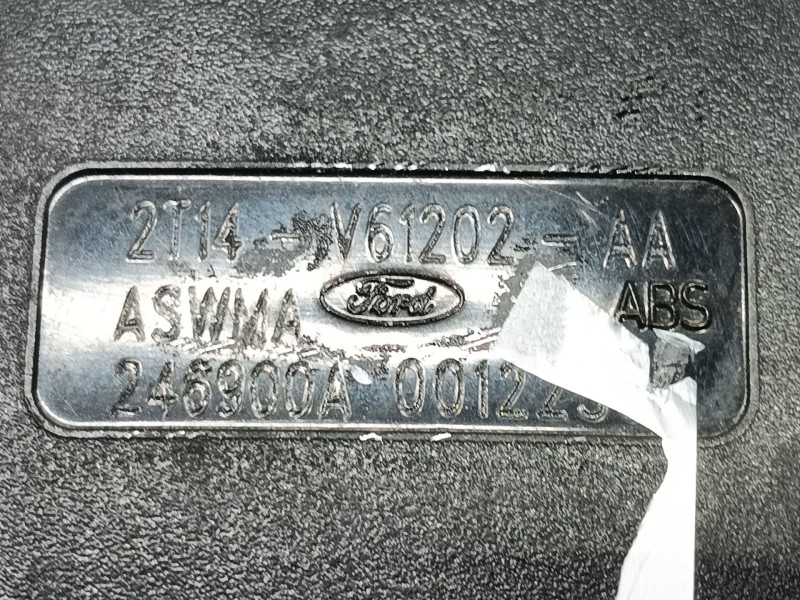 2T14 - V61202 - AA
ASWMA Ford ABS
246900A